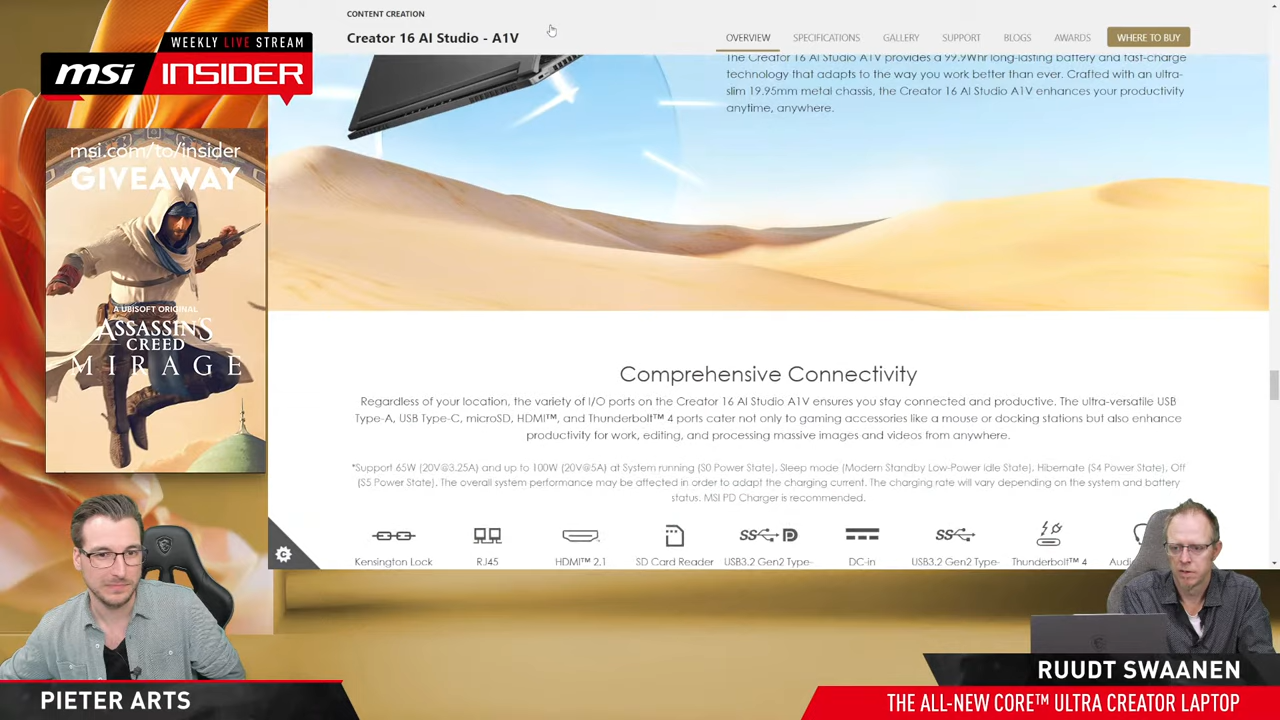 WEEKLY LIVE STREAM
msi INSIDER
msi.com/to/insider
GIVEAWAY
A UBISOFT ORIGINAL
ASSASSIN'S
CREED
MIRAGE
CONTENT CREATION
Creator 16 AI Studio - A1V
OVERVIEW SPECIFICATIONS GALLERY SUPPORT BLOGS AWARDS WHERE TO BUY
The Creator 16 AI Studio A1V provides a 99.9Whr long-lasting battery and fast-charge
technology that adapts to the way you work better than ever. Crafted with an ultra-
slim 19.95mm metal chassis, the Creator 16 AI Studio A1V enhances your productivity
anytime, anywhere.
Comprehensive Connectivity
Regardless of your location, the variety of I/O ports on the Creator 16 AI Studio A1V ensures you stay connected and productive. The ultra-versatile USB
Type-A, USB Type-C, microSD, HDMI™, and Thunderbolt™ 4 ports cater not only to gaming accessories like a mouse or docking stations but also enhance
productivity for work, editing, and processing massive images and videos from anywhere.
*Support 65W (20V@3.25A) and up to 100W (20V@5A) at System running (S0 Power State), Sleep mode (Modern Standby Low-Power Idle State), Hibernate (S4 Power State), Off
(S5 Power State). The overall system performance may be affected in order to adapt the charging current. The charging rate will vary depending on the system and battery
status. MSI PD Charger is recommended.
Kensington Lock RJ45 HDMI™ 2.1 SD Card Reader USB3.2 Gen2 Type- DC-in USB3.2 Gen2 Type- Thunderbolt™ 4
PIETER ARTS
RUUDT SWAANEN
THE ALL-NEW CORE™ ULTRA CREATOR LAPTOP